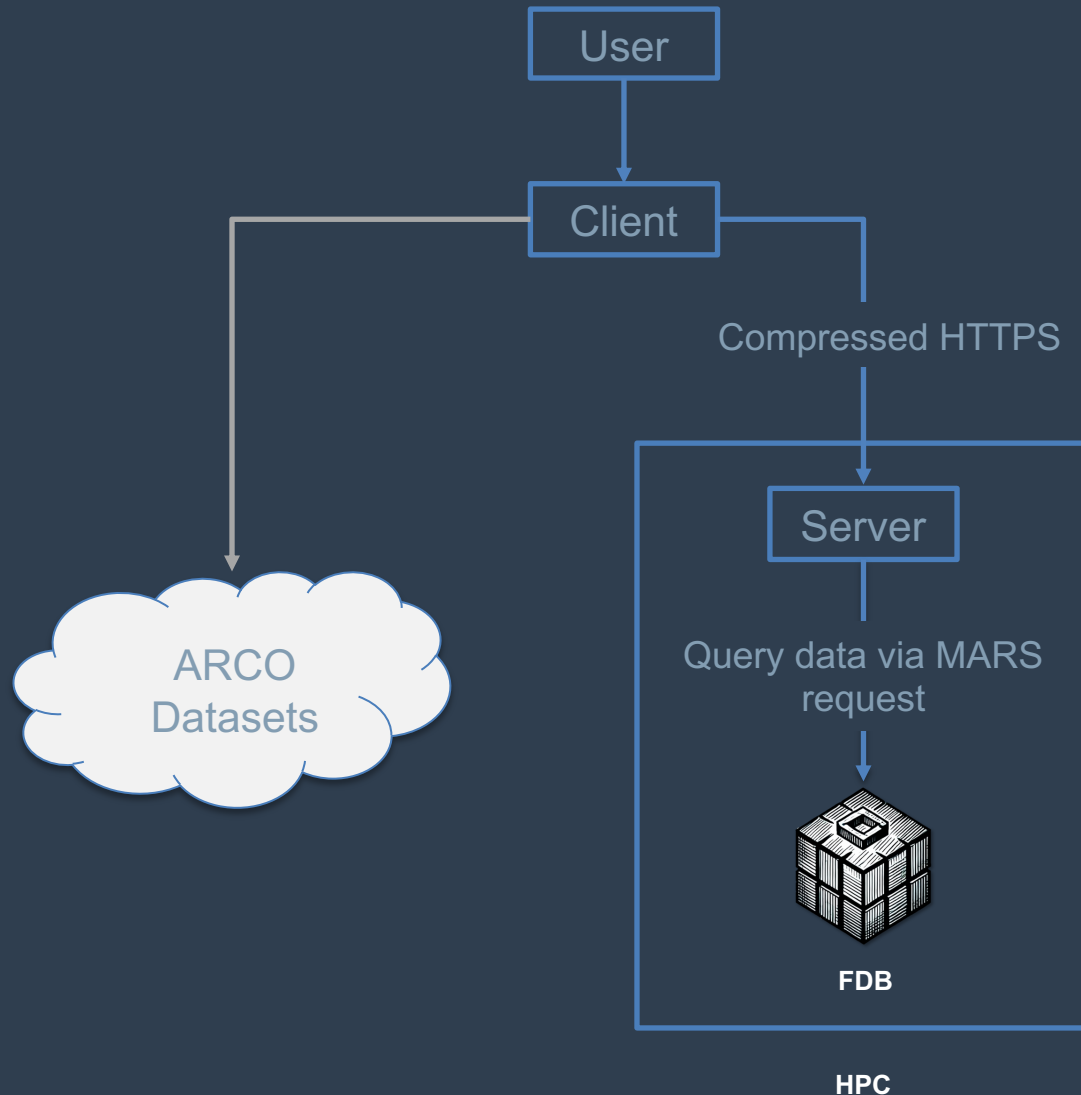 User
Client
Compressed HTTPS
Server
ARCO
Datasets
Query data via MARS
request
FDB
HPC